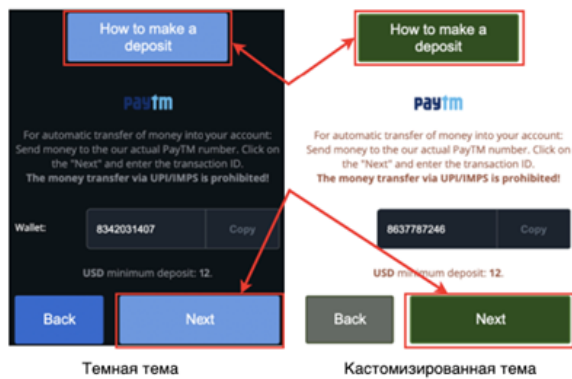 How to make a
deposit
paytm
For automatic transfer of money into your account:
Send money to the our actual PayTM number. Click on
the "Next" and enter the transaction ID.
The money transfer via UPI/IMPS is prohibited!
Wallet:
8342031407
Copy
USD minimum deposit: 12.
Back
Next
Темная тема
How to make a
deposit
paytm
For automatic transfer of money into your account:
Send money to the our actual PayTM number. Click on
the "Next" and enter the transaction ID.
The money transfer via UPI/IMPS is prohibited!
8637787246
Copy
USD minimum deposit: 12.
Back
Next
Кастомизированная тема